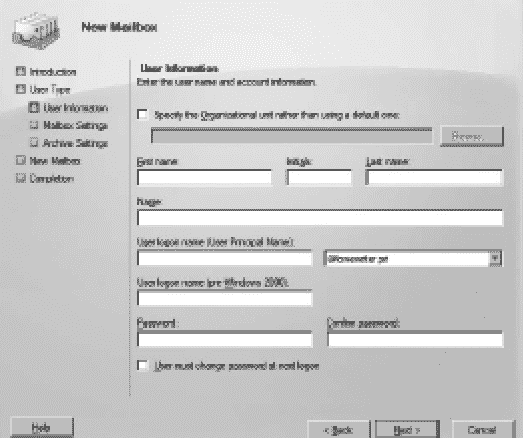 New Mailbox
Introduction
User Type
User Information
Mailbox Settings
Archive Settings
New Mailbox
Completion
User Information
Enter the user name and account information.
Specify the Organizational unit rather than using a default one:
Browse...
First name:
Initials:
Last name:
Name:
User logon name (User Principal Name):
User logon name (pre-Windows 2000):
Password:
Confirm password:
User must change password at next logon
Help
< Back
Next >
Cancel